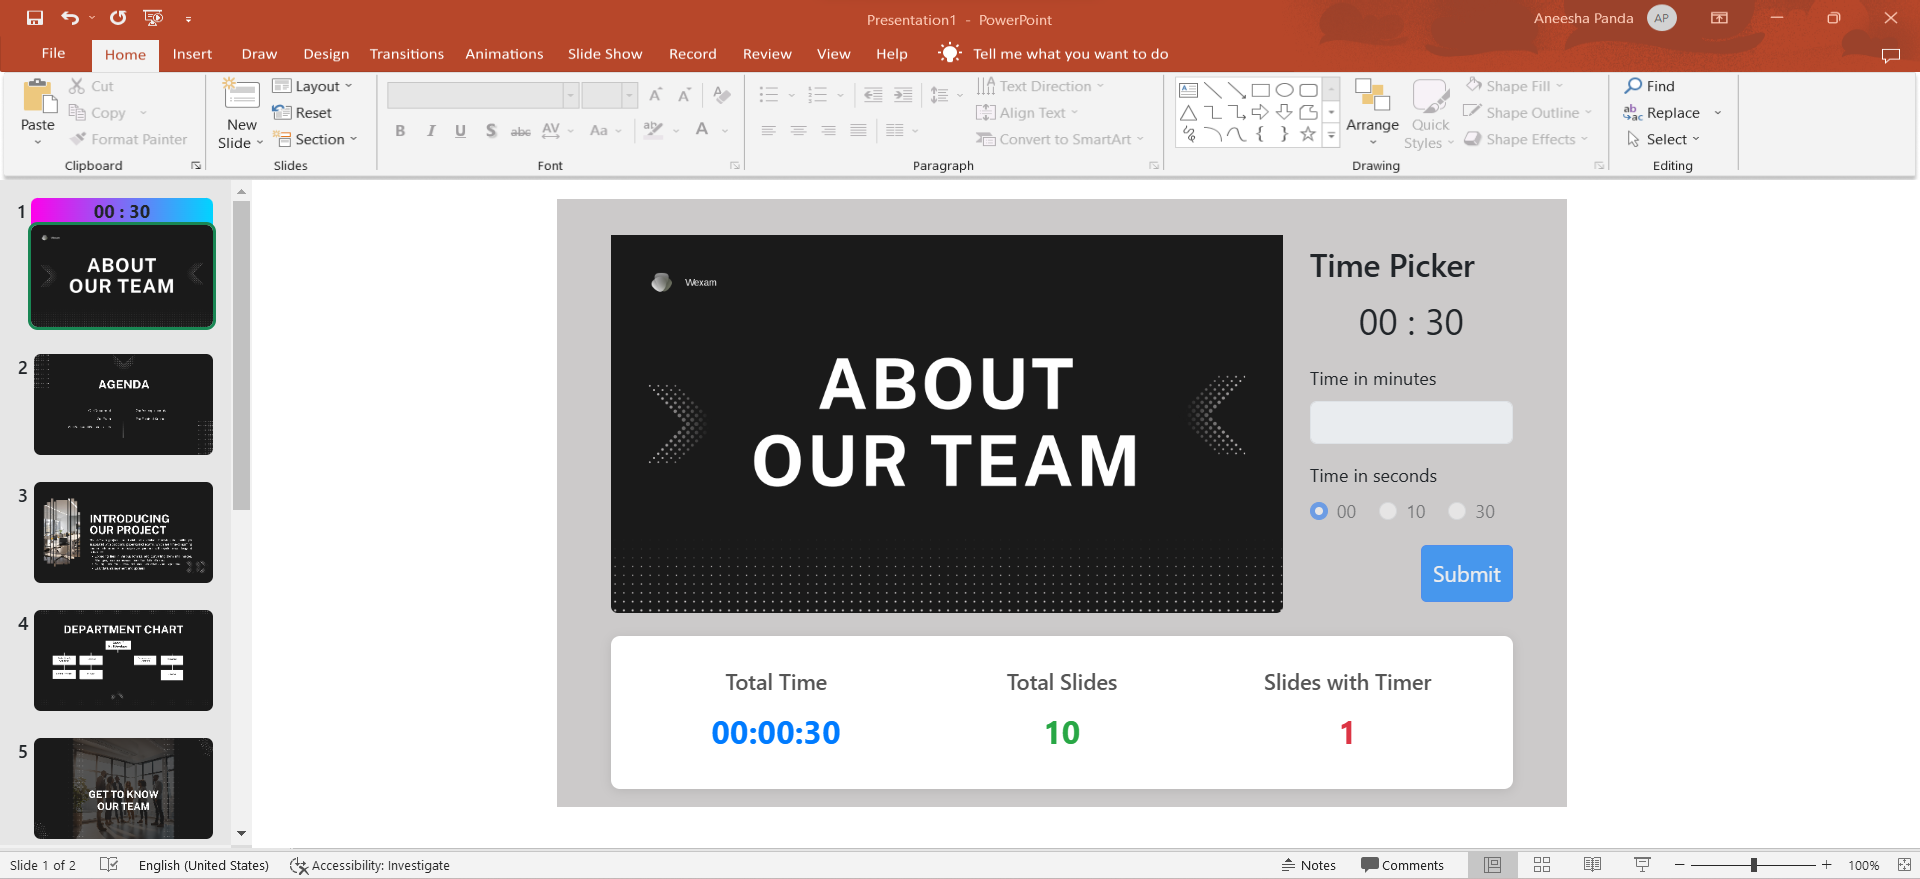 Presentation1 - PowerPoint
Aneesha Panda
AP
File
Home
Insert
Draw
Design
Transitions
Animations
Slide Show
Record
Review
View
Help
Tell me what you want to do
Paste
Cut
Copy
Format Painter
Clipboard
New
Slide
Layout
Reset
Section
Slides
B
I
U
S
abc
AV
Aa
A
Font
Text Direction
Align Text
Convert to SmartArt
Paragraph
Arrange
Quick
Styles
Shape Fill
Shape Outline
Shape Effects
Drawing
Find
Replace
Select
Editing
1
00 : 30
ABOUT
OUR TEAM
2
AGENDA
3
INTRODUCING
OUR PROJECT
4
DEPARTMENT CHART
5
GET TO KNOW
OUR TEAM
Wexam
ABOUT
OUR TEAM
Time Picker
00 : 30
Time in minutes
Time in seconds
00
10
30
Submit
Total Time
00:00:30
Total Slides
10
Slides with Timer
1
Slide 1 of 2
English (United States)
Accessibility: Investigate
Notes
Comments
100%